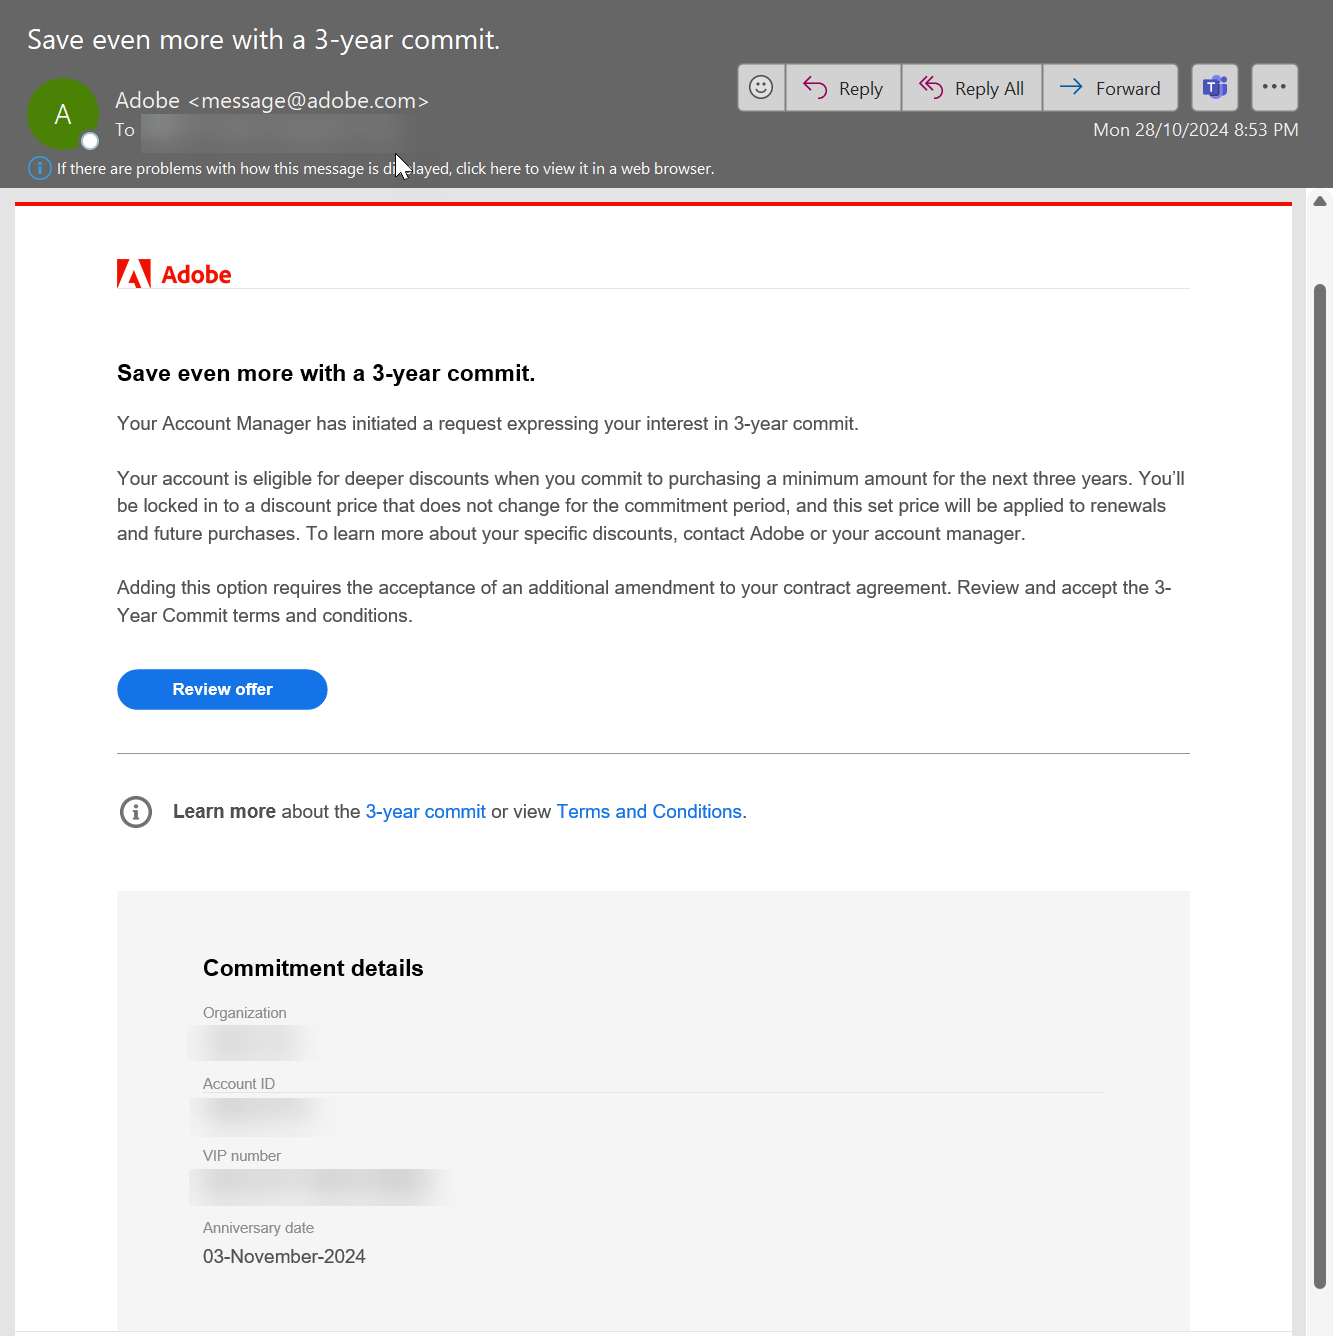 Save even more with a 3-year commit.
A
Adobe <message@adobe.com>
Reply
Reply All
Forward
To
Mon 28/10/2024 8:53 PM
If there are problems with how this message is displayed, click here to view it in a web browser.
Adobe
Save even more with a 3-year commit.
Your Account Manager has initiated a request expressing your interest in 3-year commit.
Your account is eligible for deeper discounts when you commit to purchasing a minimum amount for the next three years. You’ll
be locked in to a discount price that does not change for the commitment period, and this set price will be applied to renewals
and future purchases. To learn more about your specific discounts, contact Adobe or your account manager.
Adding this option requires the acceptance of an additional amendment to your contract agreement. Review and accept the 3-
Year Commit terms and conditions.
Review offer
Learn more about the 3-year commit or view Terms and Conditions.
Commitment details
Organization
Account ID
VIP number
Anniversary date
03-November-2024